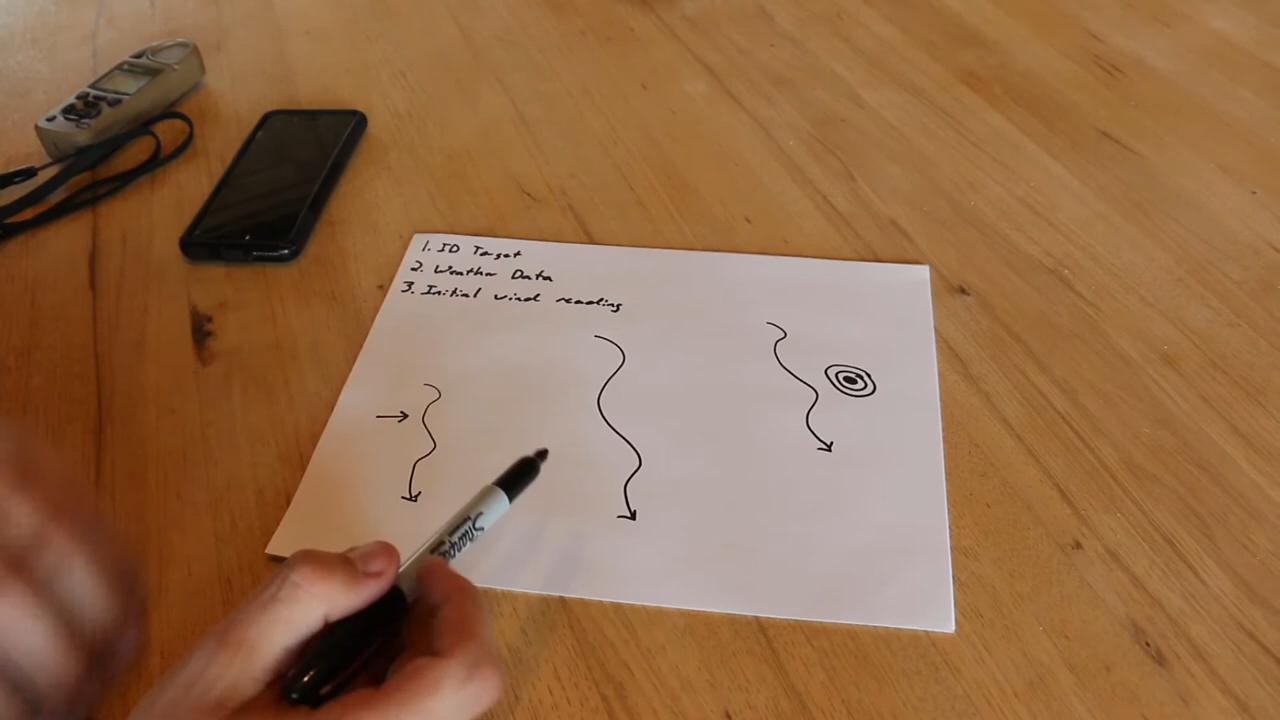 1. ID Target
2. Weather Data
3. Initial wind reading
Sharpie